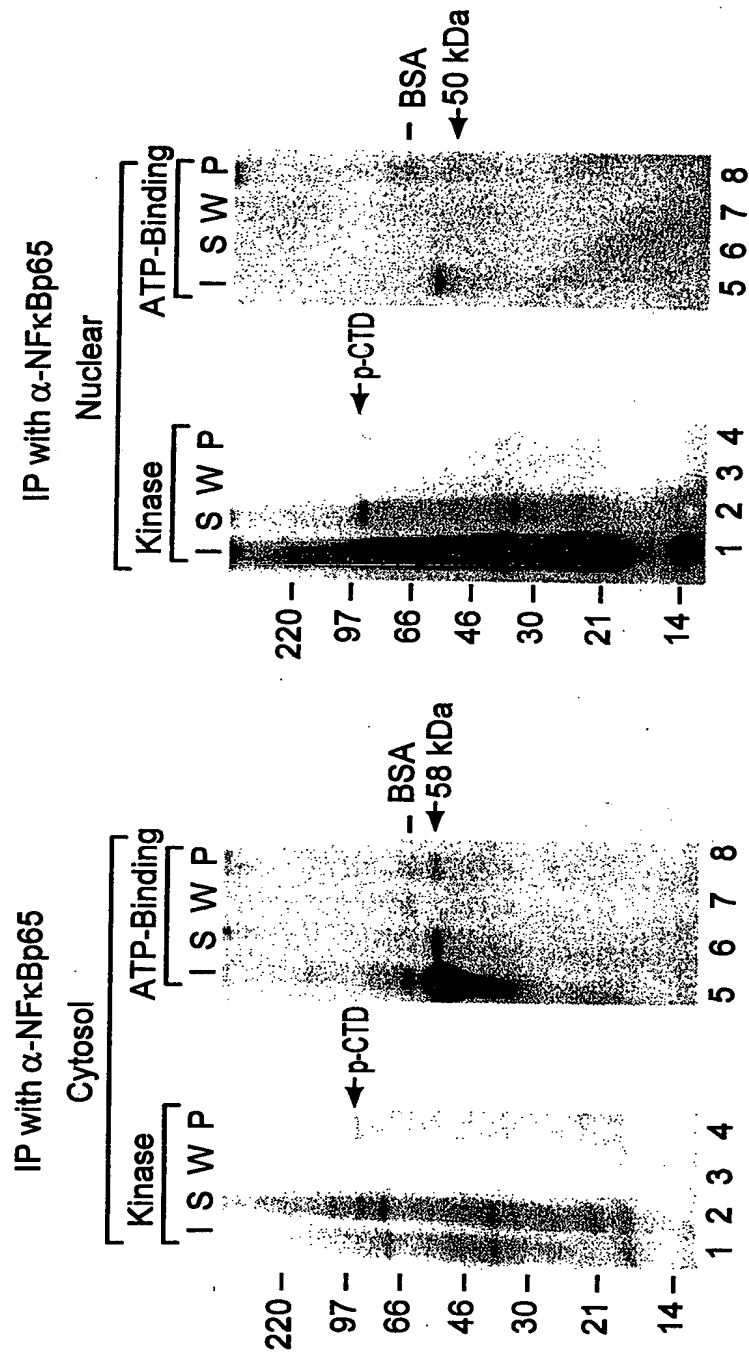 IP with α-NFκBp65
Cytosol
Kinase
ATP-Binding
I S W P
I S W P
220
97
66
46
30
21
14
p-CTD
BSA
58 kDa
1 2 3 4
5 6 7 8
IP with α-NFκBp65
Nuclear
Kinase
ATP-Binding
I S W P
I S W P
220
97
66
46
30
21
14
p-CTD
BSA
50 kDa
1 2 3 4
5 6 7 8